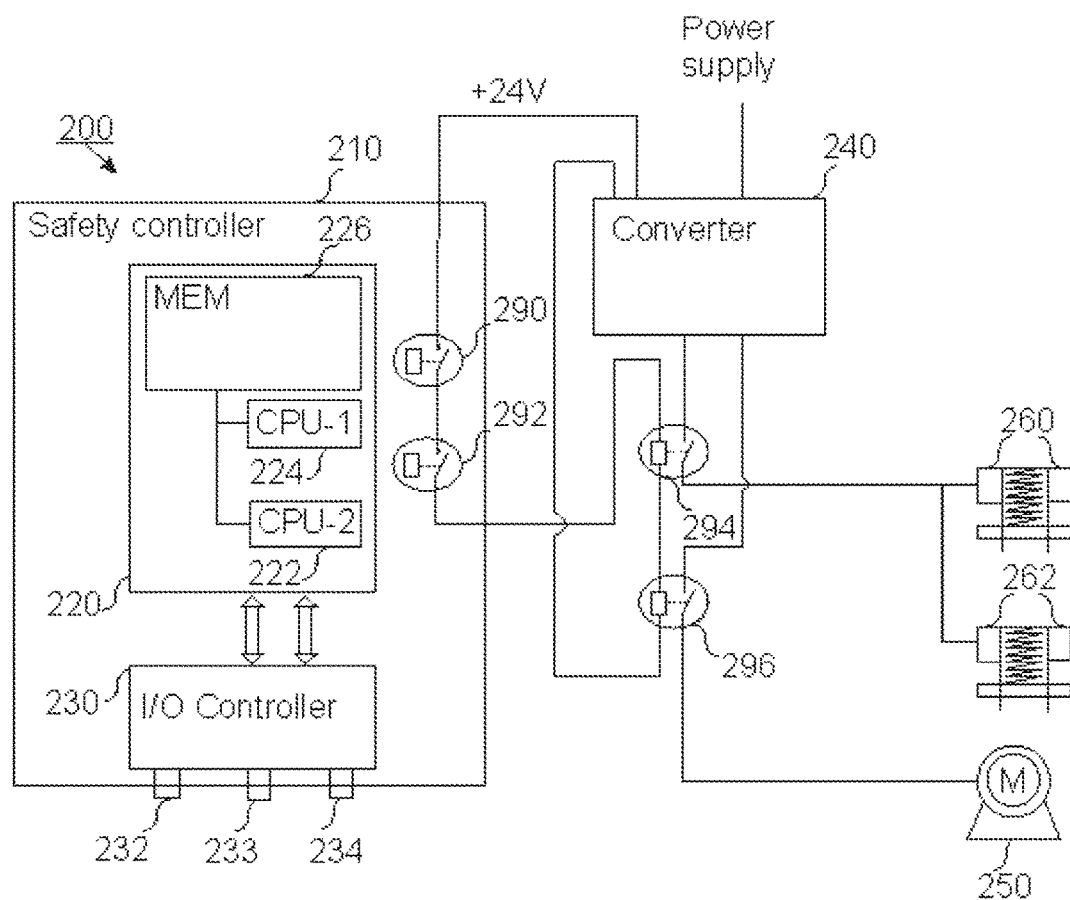 Power
supply
+24V
200
210
240
Safety controller
226
Converter
MEM
290
CPU-1
292
260
224
294
CPU-2
222
262
220
296
230
I/O Controller
M
232
233
234
250